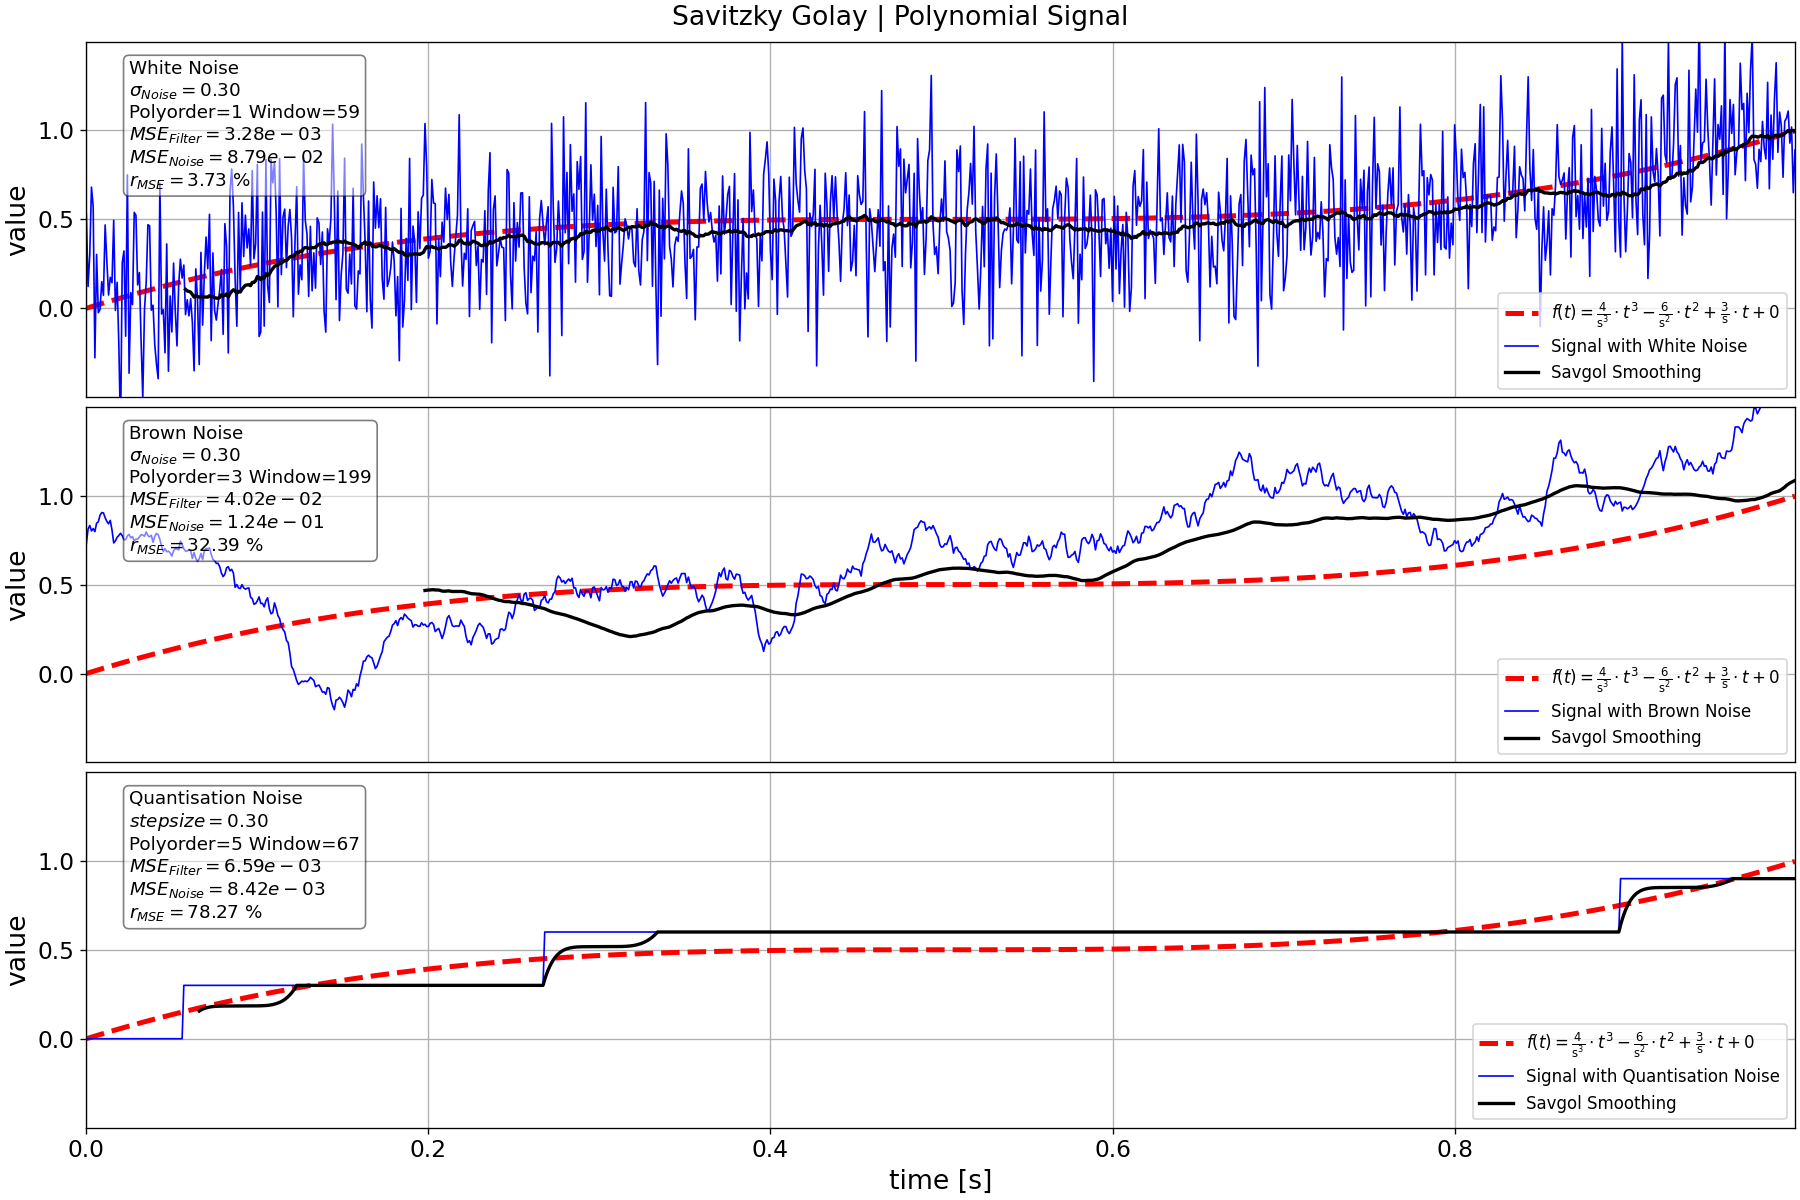 Savitzky Golay | Polynomial Signal
White Noise
σ_Noise = 0.30
Polyorder=1 Window=59
MSE_Filter = 3.28e − 03
MSE_Noise = 8.79e − 02
r_MSE = 3.73 %
value
1.0
0.5
0.0
f(t) = 4/s³ · t³ − 6/s² · t² + 3/s · t + 0
Signal with White Noise
Savgol Smoothing
Brown Noise
σ_Noise = 0.30
Polyorder=3 Window=199
MSE_Filter = 4.02e − 02
MSE_Noise = 1.24e − 01
r_MSE = 32.39 %
value
1.0
0.5
0.0
f(t) = 4/s³ · t³ − 6/s² · t² + 3/s · t + 0
Signal with Brown Noise
Savgol Smoothing
Quantisation Noise
stepsize = 0.30
Polyorder=5 Window=67
MSE_Filter = 6.59e − 03
MSE_Noise = 8.42e − 03
r_MSE = 78.27 %
value
1.0
0.5
0.0
f(t) = 4/s³ · t³ − 6/s² · t² + 3/s · t + 0
Signal with Quantisation Noise
Savgol Smoothing
0.0 0.2 0.4 0.6 0.8
time [s]